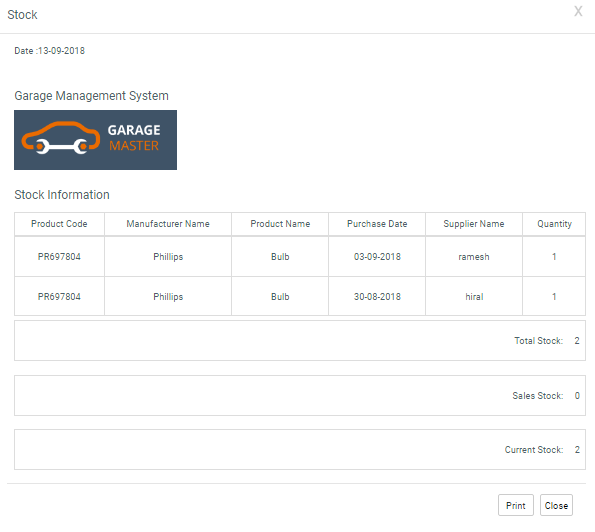 Stock X
Date :13-09-2018
Garage Management System
GARAGE
MASTER
Stock Information
Product Code Manufacturer Name Product Name Purchase Date Supplier Name Quantity
PR697804 Phillips Bulb 03-09-2018 ramesh 1
PR697804 Phillips Bulb 30-08-2018 hiral 1
Total Stock: 2
Sales Stock: 0
Current Stock: 2
Print Close